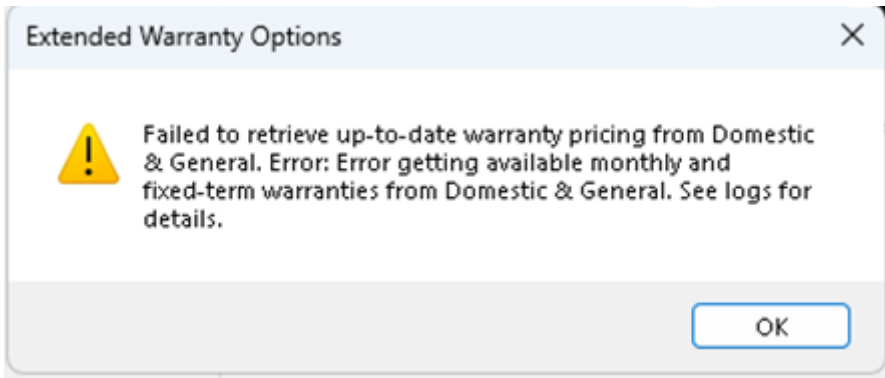 Extended Warranty Options
Failed to retrieve up-to-date warranty pricing from Domestic
& General. Error: Error getting available monthly and
fixed-term warranties from Domestic & General. See logs for
details.
OK